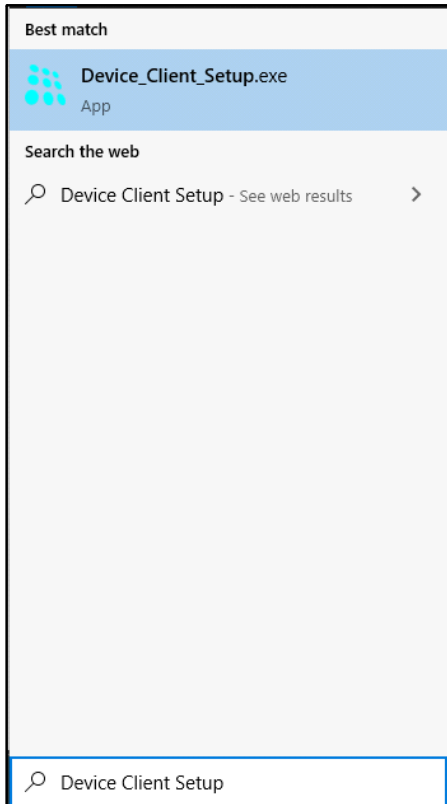 Best match
Device_Client_Setup.exe
App
Search the web
Device Client Setup - See web results
Device Client Setup